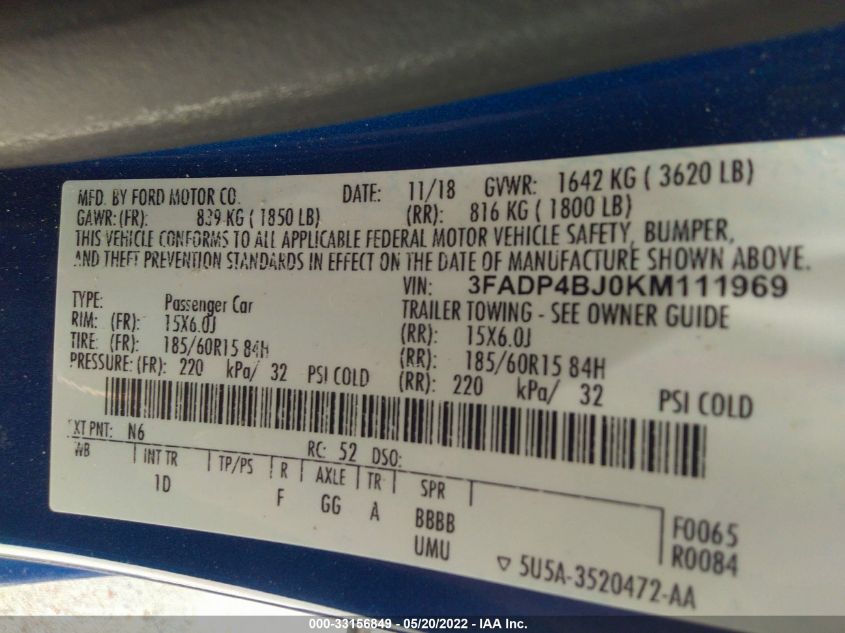 MFD. BY FORD MOTOR CO. DATE: 11/18 GVWR: 1642 KG ( 3620 LB)
GAWR:(FR): 839 KG ( 1850 LB) (RR): 816 KG ( 1800 LB)
THIS VEHICLE CONFORMS TO ALL APPLICABLE FEDERAL MOTOR VEHICLE SAFETY, BUMPER,
AND THEFT PREVENTION STANDARDS IN EFFECT ON THE DATE OF MANUFACTURE SHOWN ABOVE.
VIN: 3FADP4BJ0KM111969
TYPE: Passenger Car TRAILER TOWING - SEE OWNER GUIDE
RIM: (FR): 15X6.0J (RR): 15X6.0J
TIRE: (FR): 185/60R15 84H (RR): 185/60R15 84H
PRESSURE: (FR): 220 kPa/ 32 PSI COLD (RR): 220 kPa/ 32 PSI COLD
EXT PNT: N6 RC: 52 DSO:
WB INT TR TP/PS R AXLE TR SPR
1D F GG A BBBB F0065
UMU R0084
▽ 5U5A-3520472-AA
000-33156849 - 05/20/2022 - IAA Inc.